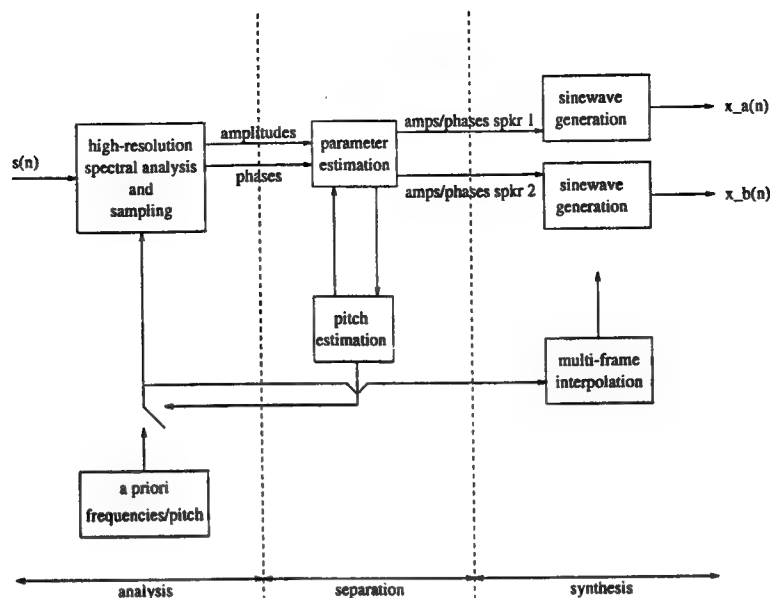 s(n)
high-resolution
spectral analysis
and
sampling
amplitudes
phases
parameter
estimation
amps/phases spkr 1
amps/phases spkr 2
sinewave
generation
x_a(n)
sinewave
generation
x_b(n)
pitch
estimation
multi-frame
interpolation
a priori
frequencies/pitch
analysis
separation
synthesis